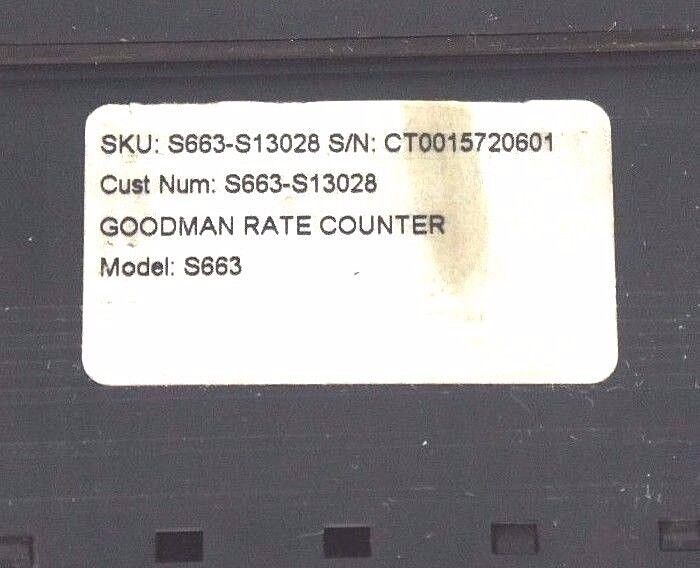 SKU: S663-S13028 S/N: CT0015720601
Cust Num: S663-S13028
GOODMAN RATE COUNTER
Model: S663